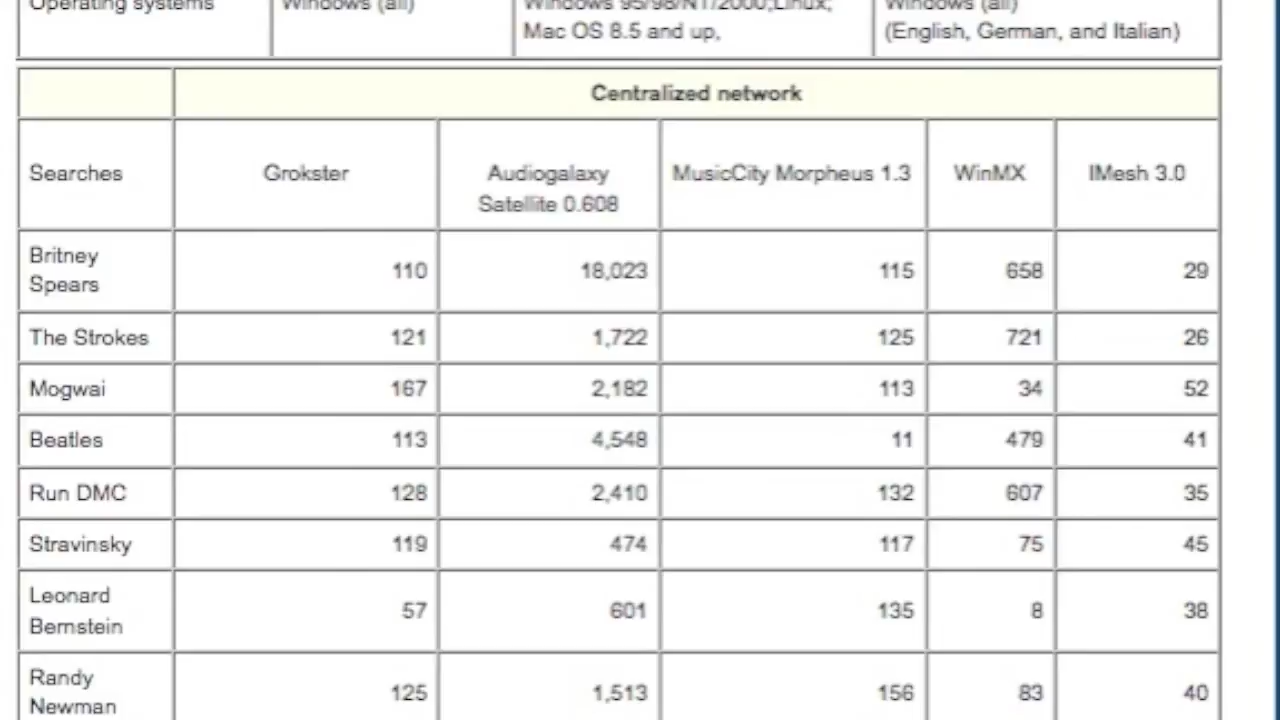 Operating systems Windows (all) Windows 95/98/NT/2000;Linux; Windows (all)
Mac OS 8.5 and up, (English, German, and Italian)
Centralized network
Searches Grokster Audiogalaxy MusicCity Morpheus 1.3 WinMX IMesh 3.0
Satellite 0.608
Britney
Spears 110 18,023 115 658 29
The Strokes 121 1,722 125 721 26
Mogwai 167 2,182 113 34 52
Beatles 113 4,548 11 479 41
Run DMC 128 2,410 132 607 35
Stravinsky 119 474 117 75 45
Leonard
Bernstein 57 601 135 8 38
Randy
Newman 125 1,513 156 83 40